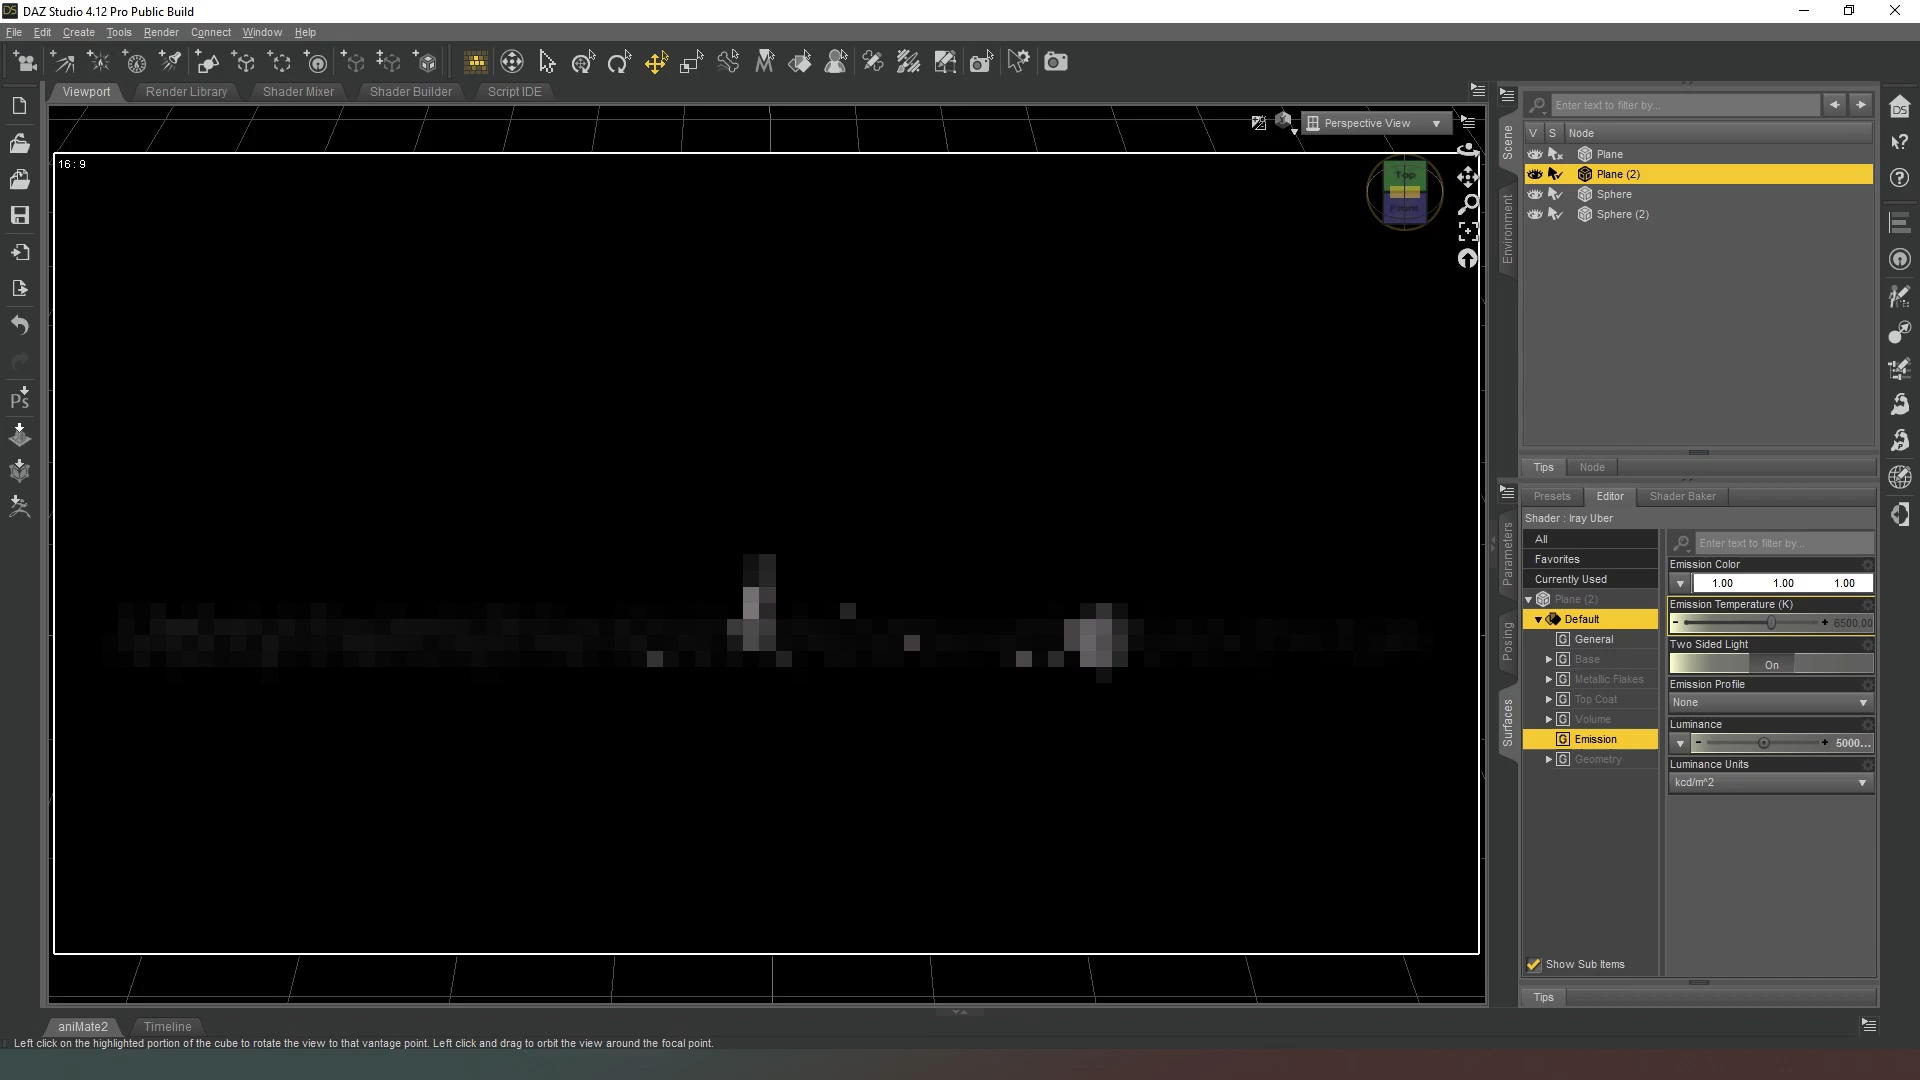 DAZ Studio 4.12 Pro Public Build
File Edit Create Tools Render Connect Window Help
Viewport Render Library Shader Mixer Shader Builder Script IDE
16 : 9
Perspective View
Top
Front
Enter text to filter by...
V S Node
Plane
Plane (2)
Sphere
Sphere (2)
Scene
Environment
Tips Node
Presets Editor Shader Baker
Shader : Iray Uber
All
Favorites
Currently Used
Plane (2)
Default
G General
G Base
G Metallic Flakes
G Top Coat
G Volume
G Emission
G Geometry
Show Sub Items
Enter text to filter by...
Emission Color
1.00 1.00 1.00
Emission Temperature (K)
6500.00
Two Sided Light
On
Emission Profile
None
Luminance
5000...
Luminance Units
kcd/m^2
Parameters
Posing
Surfaces
Tips
Ps
DS
aniMate2 Timeline
Left click on the highlighted portion of the cube to rotate the view to that vantage point. Left click and drag to orbit the view around the focal point.